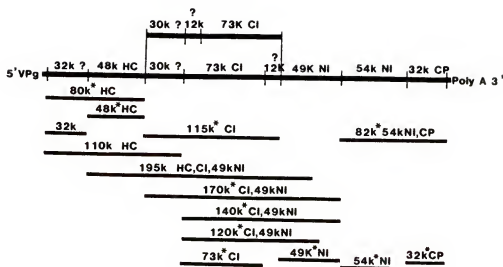 ?
30k ? 12k 73K CI
?
32k ? 48k HC 30k ? 73k CI 12K 49K NI 54k NI 32k CP
5'VPg Poly A 3'
80k* HC
48k*HC
32k 115k* CI 82k*54kNI,CP
110k HC
195k HC,CI,49kNI
170k*CI,49kNI
140k*CI,49kNI
120k*CI,49kNI
73k*CI 49K*NI 54k*NI 32k*CP